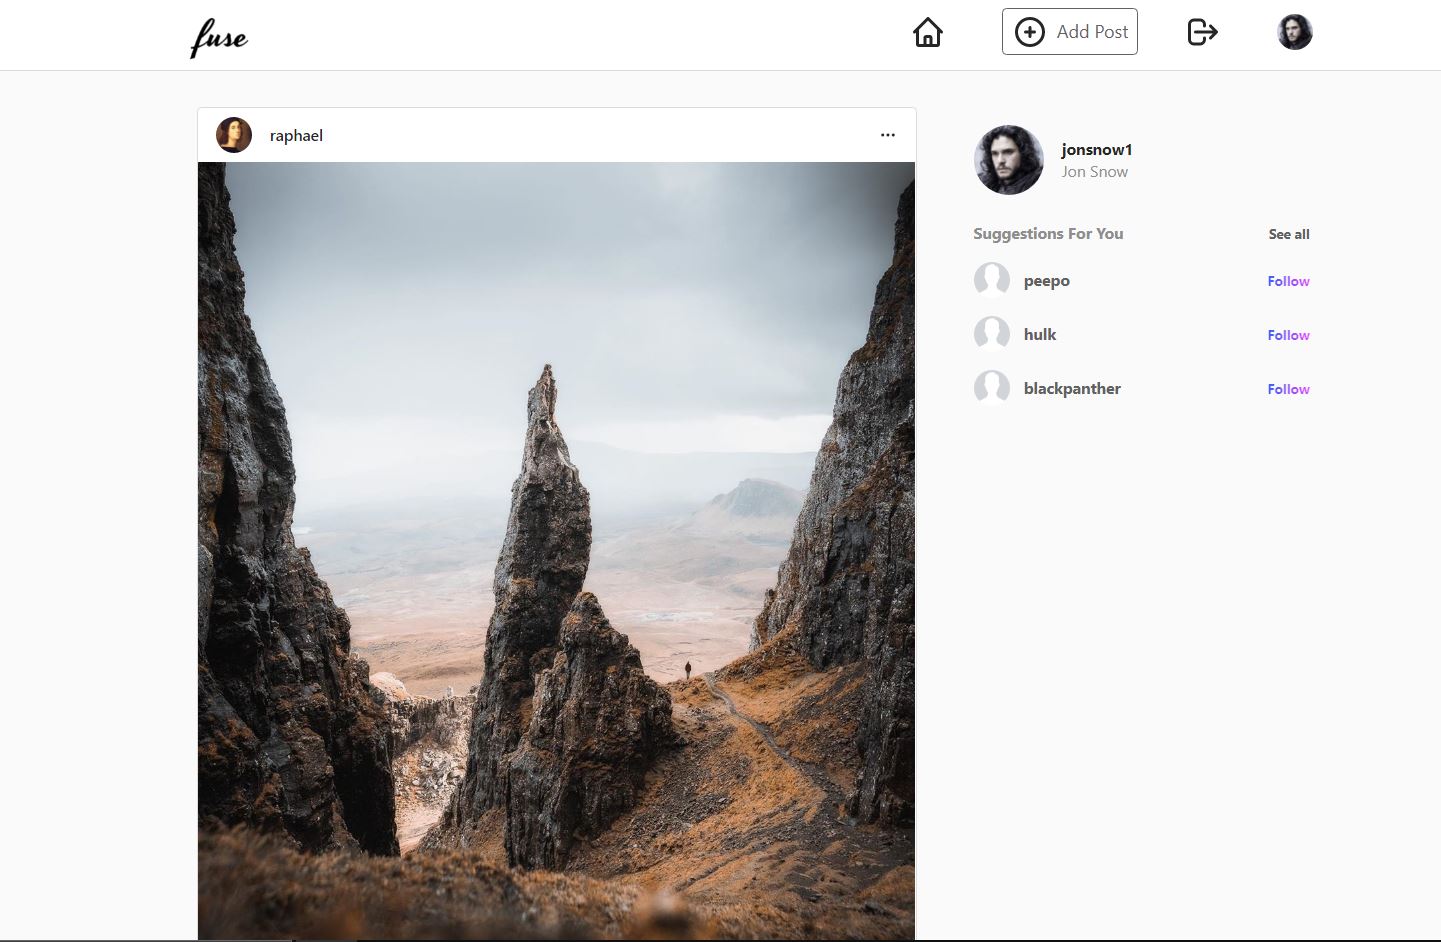 fuse
Add Post
raphael
jonsnow1
Jon Snow
Suggestions For You
See all
peepo
Follow
hulk
Follow
blackpanther
Follow